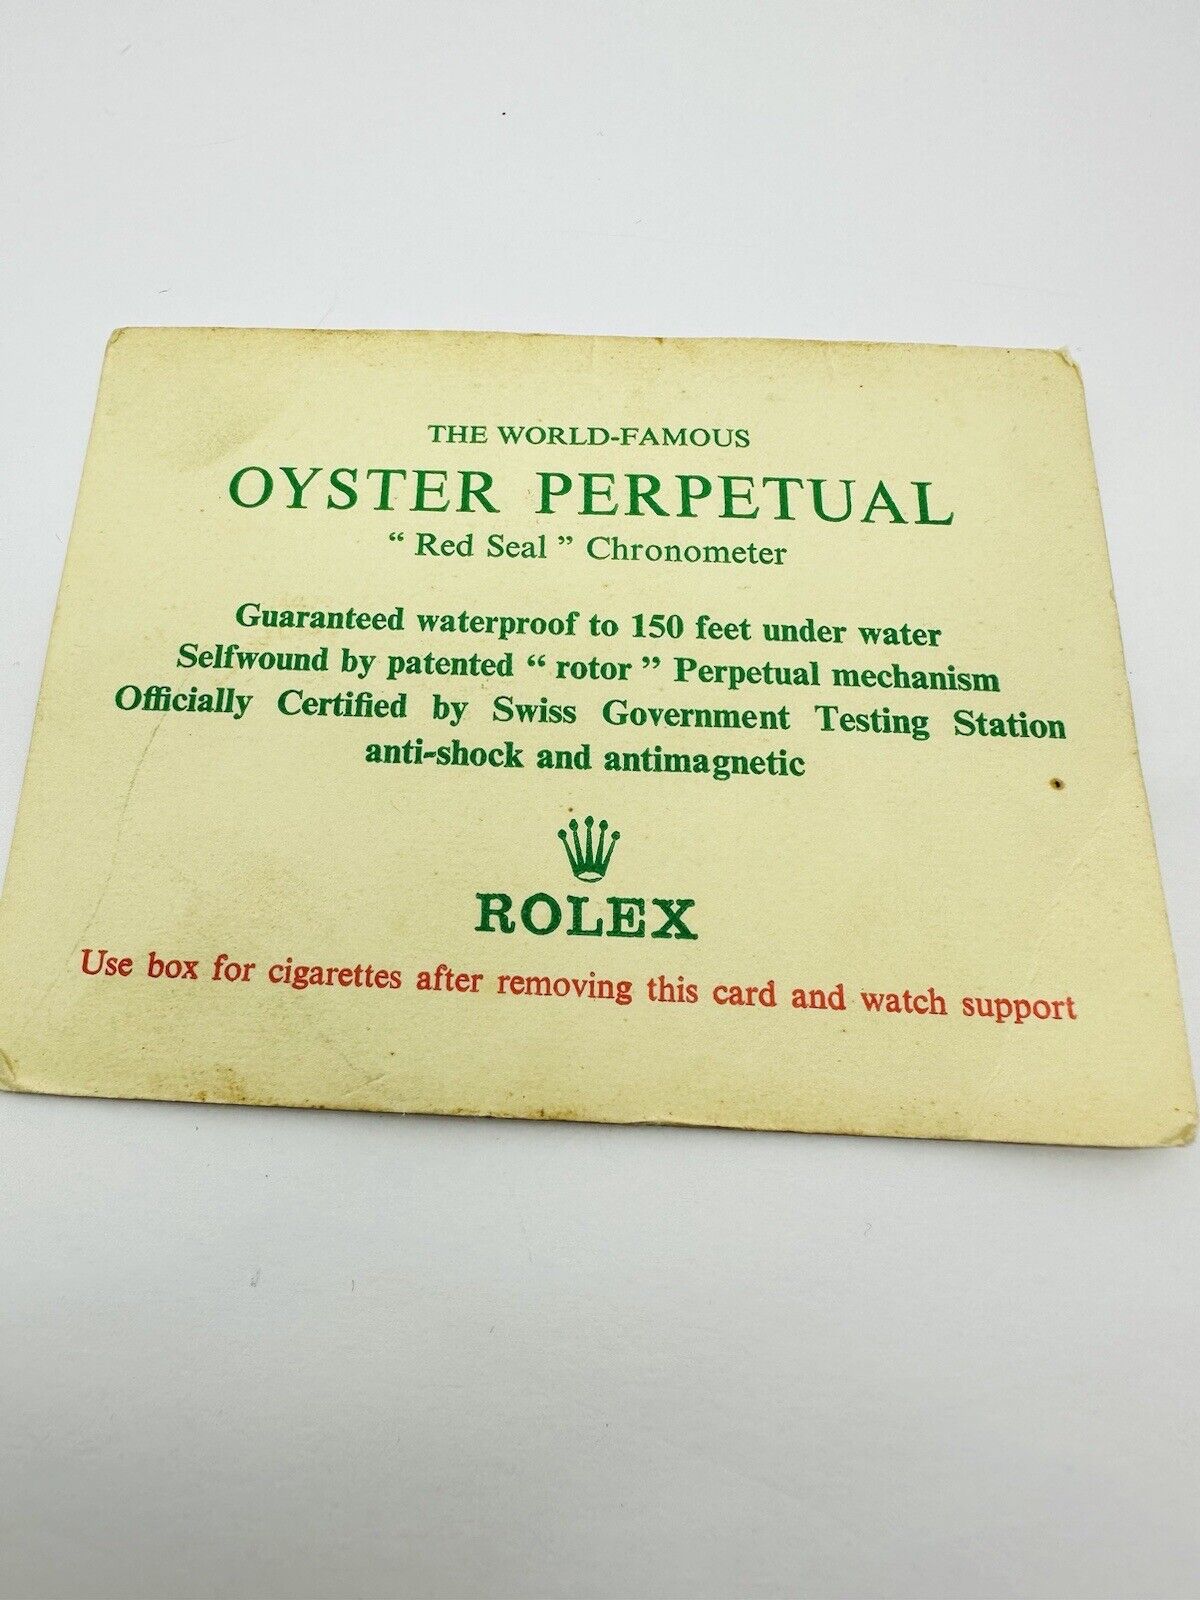 THE WORLD-FAMOUS
OYSTER PERPETUAL
“ Red Seal ” Chronometer
Guaranteed waterproof to 150 feet under water
Selfwound by patented “ rotor ” Perpetual mechanism
Officially Certified by Swiss Government Testing Station
anti-shock and antimagnetic
ROLEX
Use box for cigarettes after removing this card and watch support